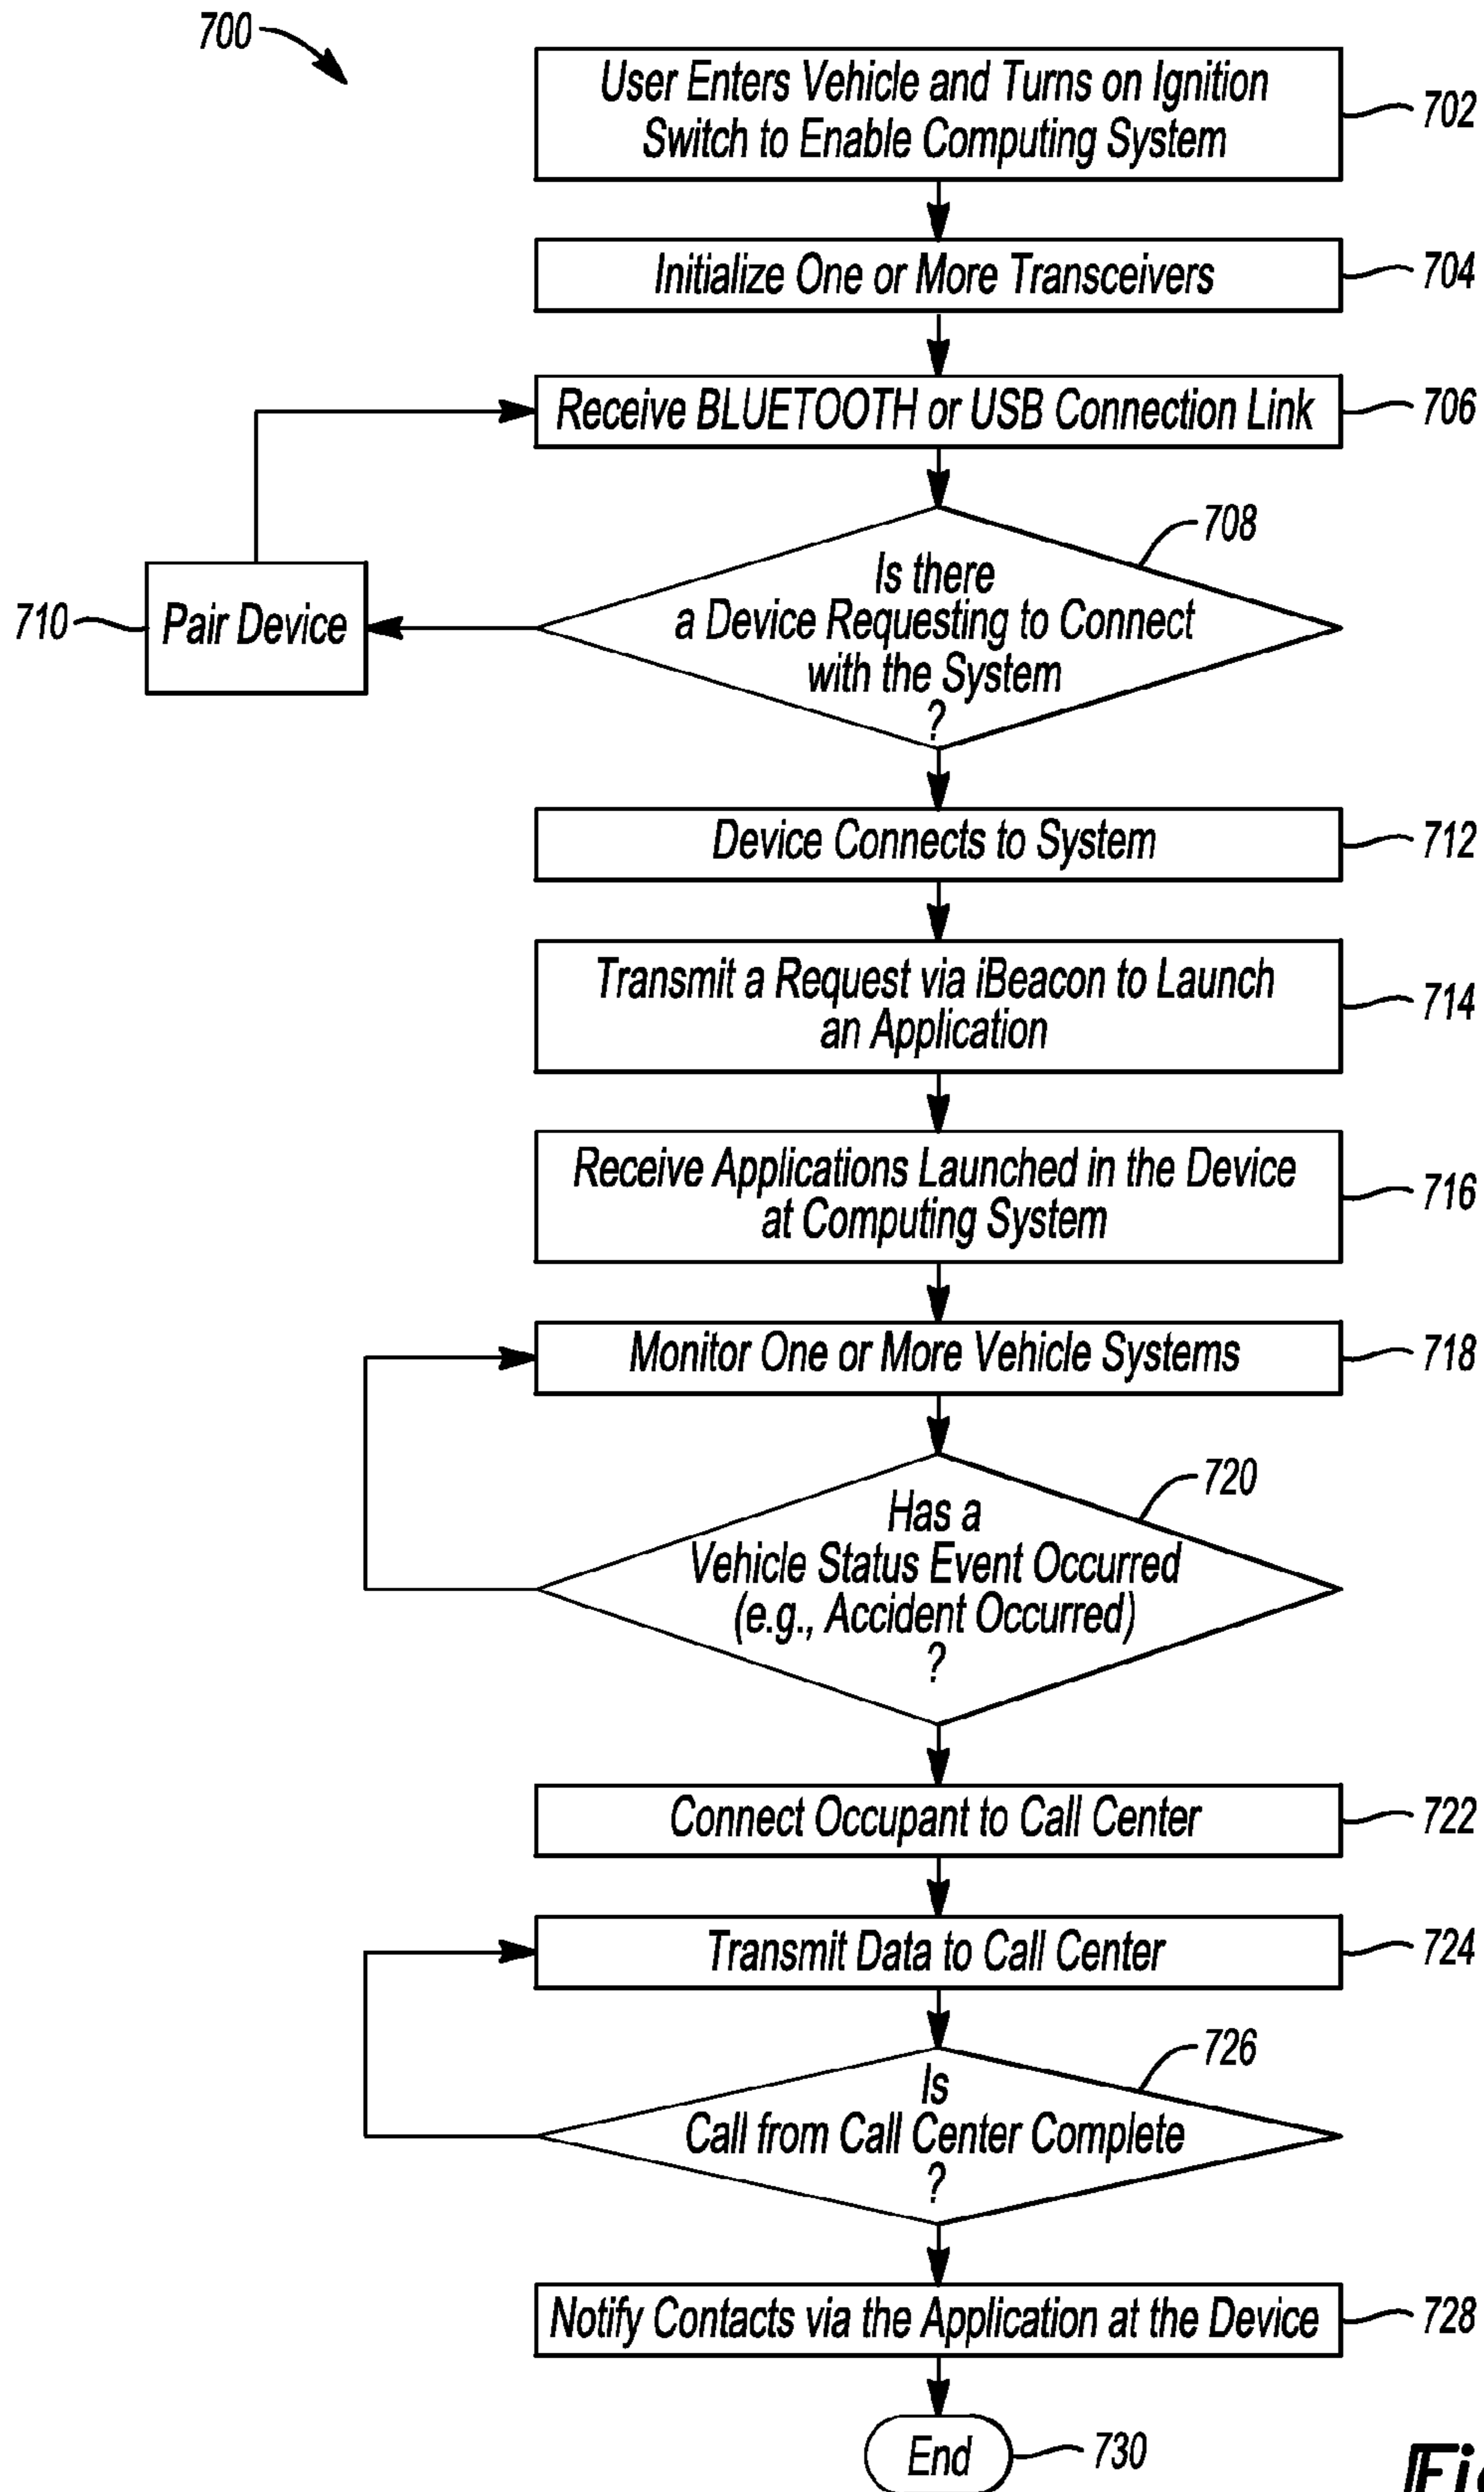 700
User Enters Vehicle and Turns on Ignition
Switch to Enable Computing System
702
Initialize One or More Transceivers
704
Receive BLUETOOTH or USB Connection Link
706
Is there
a Device Requesting to Connect
with the System
?
708
710
Pair Device
Device Connects to System
712
Transmit a Request via iBeacon to Launch
an Application
714
Receive Applications Launched in the Device
at Computing System
716
Monitor One or More Vehicle Systems
718
Has a
Vehicle Status Event Occurred
(e.g., Accident Occurred)
?
720
Connect Occupant to Call Center
722
Transmit Data to Call Center
724
Is
Call from Call Center Complete
?
726
Notify Contacts via the Application at the Device
728
End
730